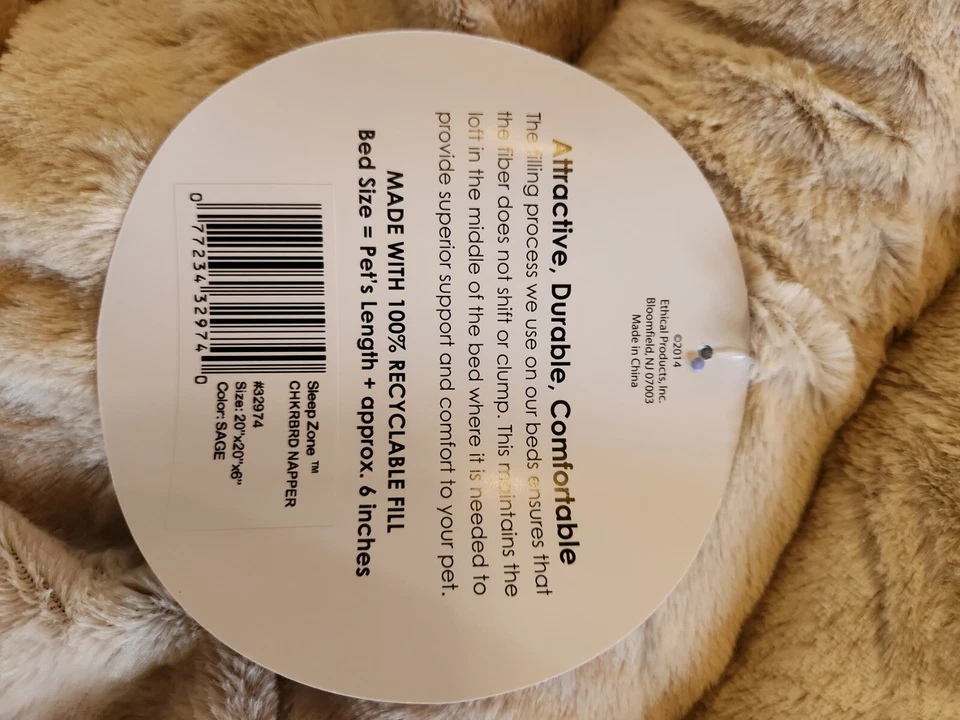 ©2014
Ethical Products, Inc.
Bloomfield, NJ 07003
Made in China
Attractive, Durable, Comfortable
The filling process we use on our beds ensures that
the fiber does not shift or clump. This maintains the
loft in the middle of the bed where it is needed to
provide superior support and comfort to your pet.
MADE WITH 100% RECYCLABLE FILL
Bed Size = Pet's Length + approx. 6 inches
Sleep Zone ™
CHKRBRD NAPPER
#32974
Size: 20"x20"x6"
Color: SAGE
0 77234 32974 0